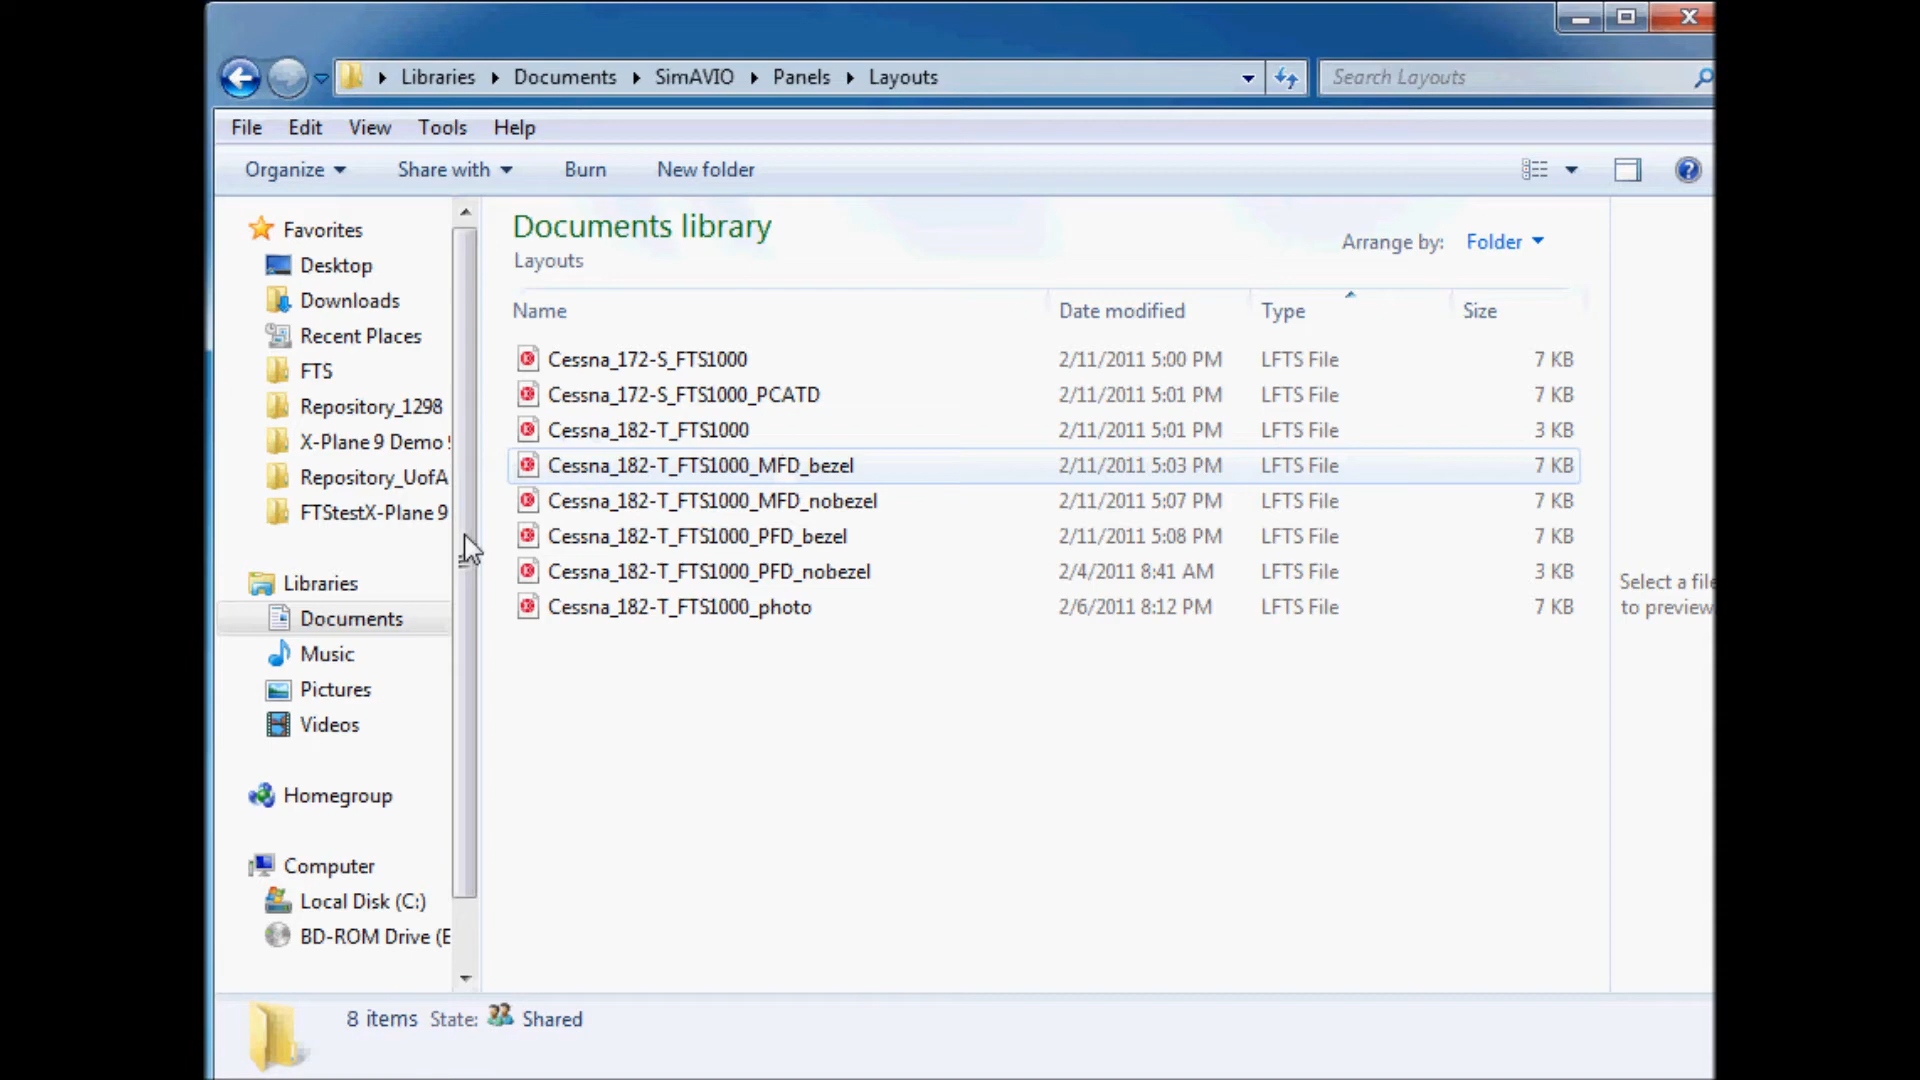 Libraries Documents SimAVIO Panels Layouts Search Layouts
File Edit View Tools Help
Organize Share with Burn New folder
Favorites
Desktop
Downloads
Recent Places
FTS
Repository_1298
X-Plane 9 Demo
Repository_UofA
FTStestX-Plane 9
Libraries
Documents
Music
Pictures
Videos
Homegroup
Computer
Local Disk (C:)
BD-ROM Drive (E
Documents library
Layouts
Arrange by: Folder
Name Date modified Type Size
Cessna_172-S_FTS1000 2/11/2011 5:00 PM LFTS File 7 KB
Cessna_172-S_FTS1000_PCATD 2/11/2011 5:01 PM LFTS File 7 KB
Cessna_182-T_FTS1000 2/11/2011 5:01 PM LFTS File 3 KB
Cessna_182-T_FTS1000_MFD_bezel 2/11/2011 5:03 PM LFTS File 7 KB
Cessna_182-T_FTS1000_MFD_nobezel 2/11/2011 5:07 PM LFTS File 7 KB
Cessna_182-T_FTS1000_PFD_bezel 2/11/2011 5:08 PM LFTS File 7 KB
Cessna_182-T_FTS1000_PFD_nobezel 2/4/2011 8:41 AM LFTS File 3 KB
Cessna_182-T_FTS1000_photo 2/6/2011 8:12 PM LFTS File 7 KB
Select a file
to preview
8 items State: Shared